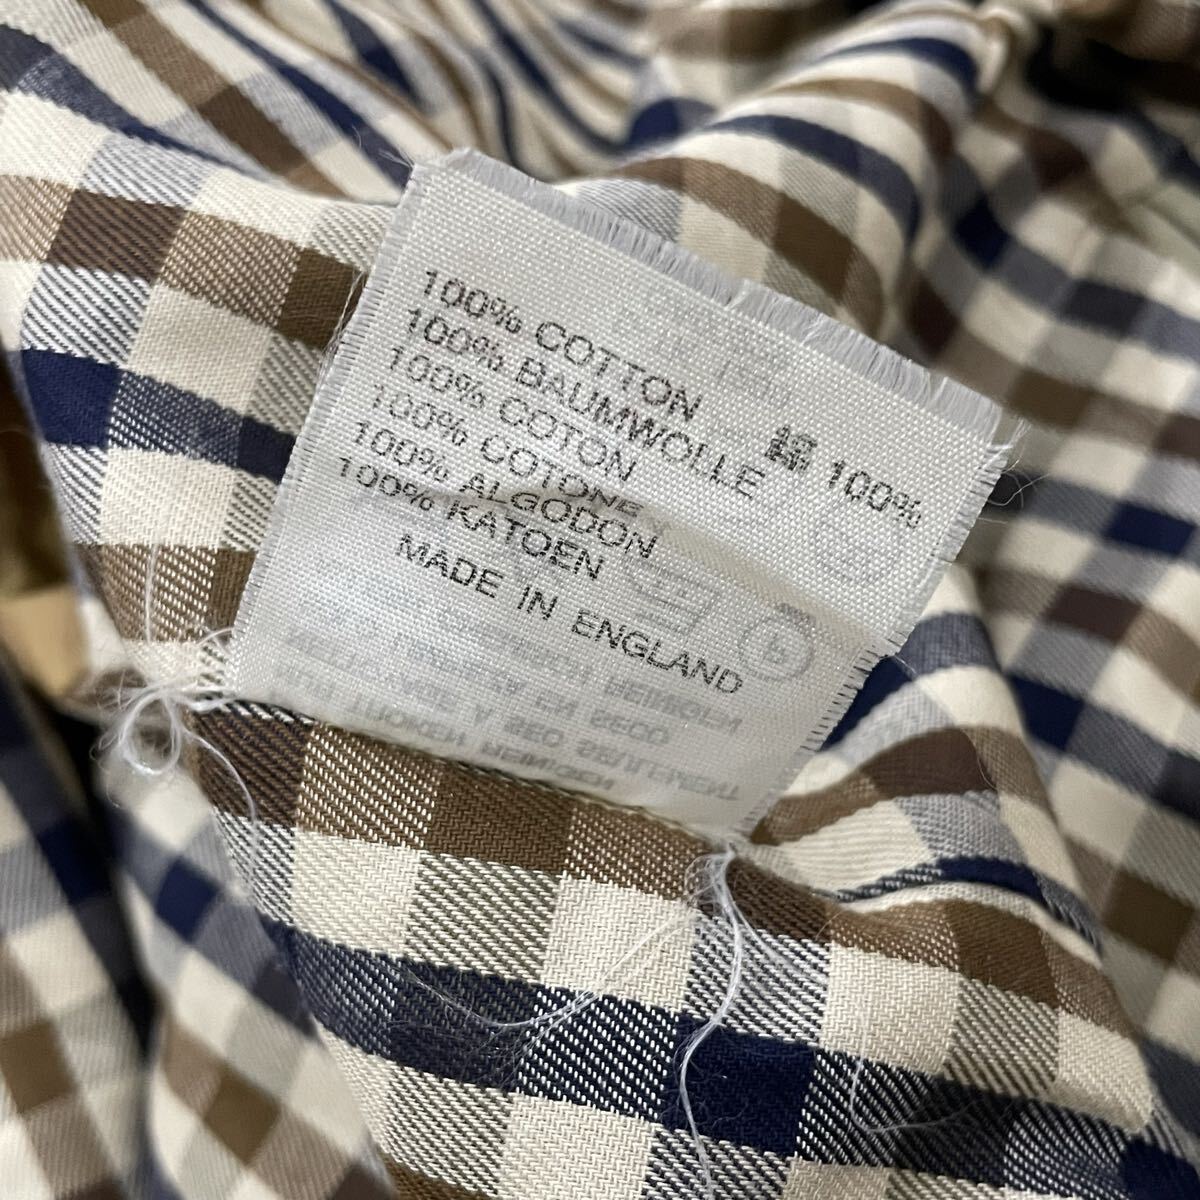 100% COTTON
100% BAUMWOLLE 綿 100%
100% COTON
100% COTONE
100% ALGODON
100% KATOEN
MADE IN ENGLAND